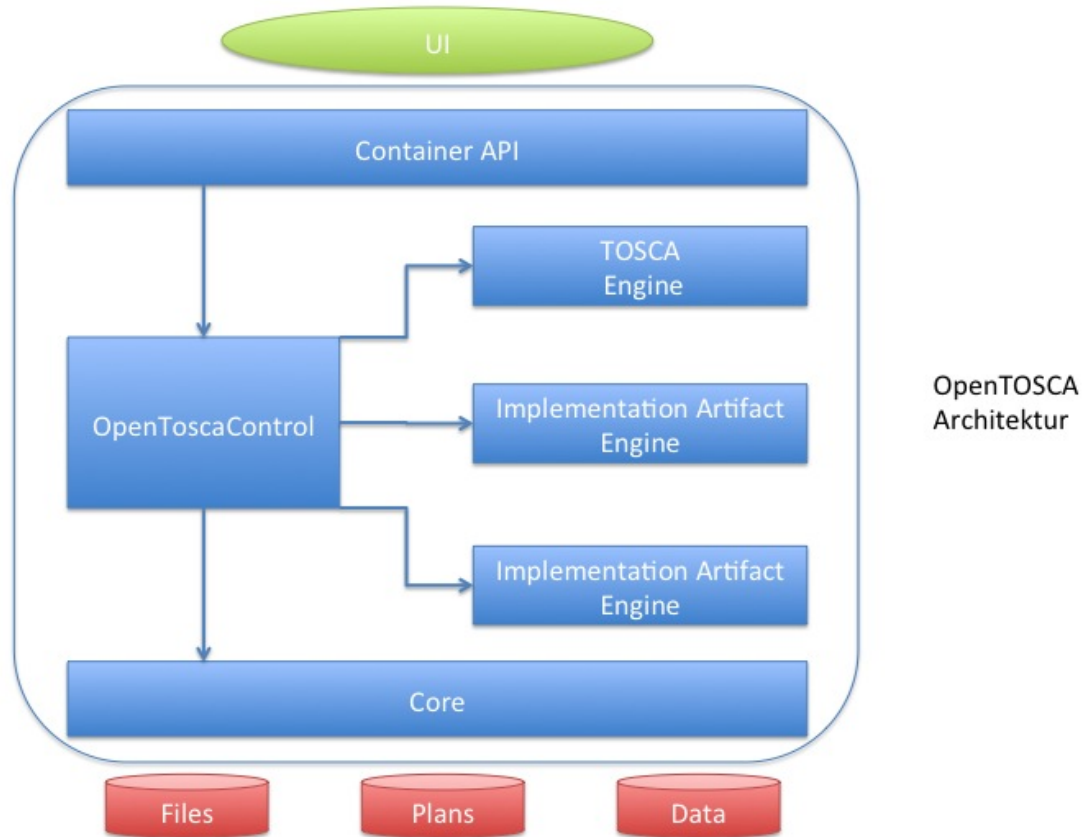 UI
Container API
TOSCA
Engine
OpenToscaControl
Implementation Artifact
Engine
Implementation Artifact
Engine
Core
Files
Plans
Data
OpenTOSCA
Architektur